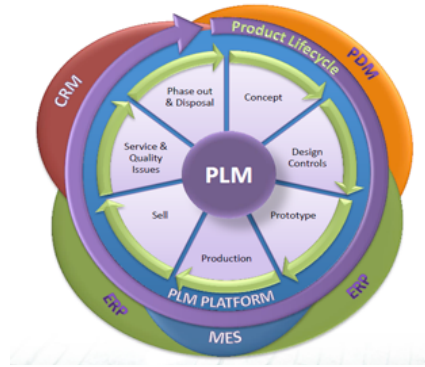 Product Lifecycle
PDM
CRM
Phase out
& Disposal
Concept
Service &
Quality
Issues
PLM
Design
Controls
Sell
Prototype
Production
PLM PLATFORM
ERP
ERP
MES